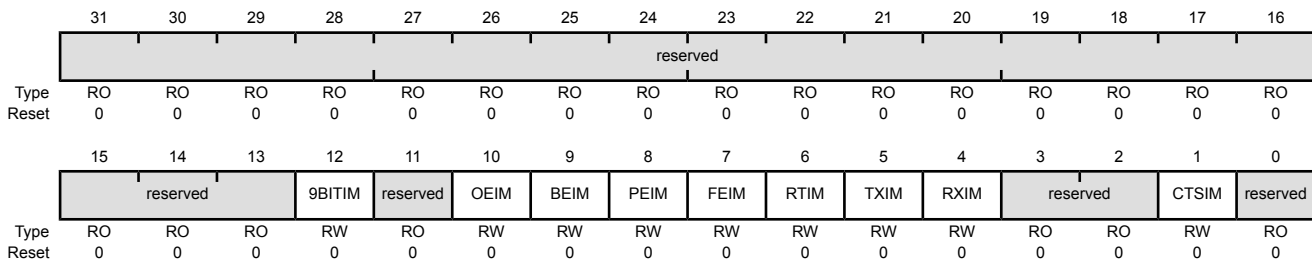 31 30 29 28 27 26 25 24 23 22 21 20 19 18 17 16
reserved
Type RO RO RO RO RO RO RO RO RO RO RO RO RO RO RO RO
Reset 0 0 0 0 0 0 0 0 0 0 0 0 0 0 0 0
15 14 13 12 11 10 9 8 7 6 5 4 3 2 1 0
reserved 9BITIM reserved OEIM BEIM PEIM FEIM RTIM TXIM RXIM reserved CTSIM reserved
Type RO RO RO RW RO RW RW RW RW RW RW RW RO RO RW RO
Reset 0 0 0 0 0 0 0 0 0 0 0 0 0 0 0 0